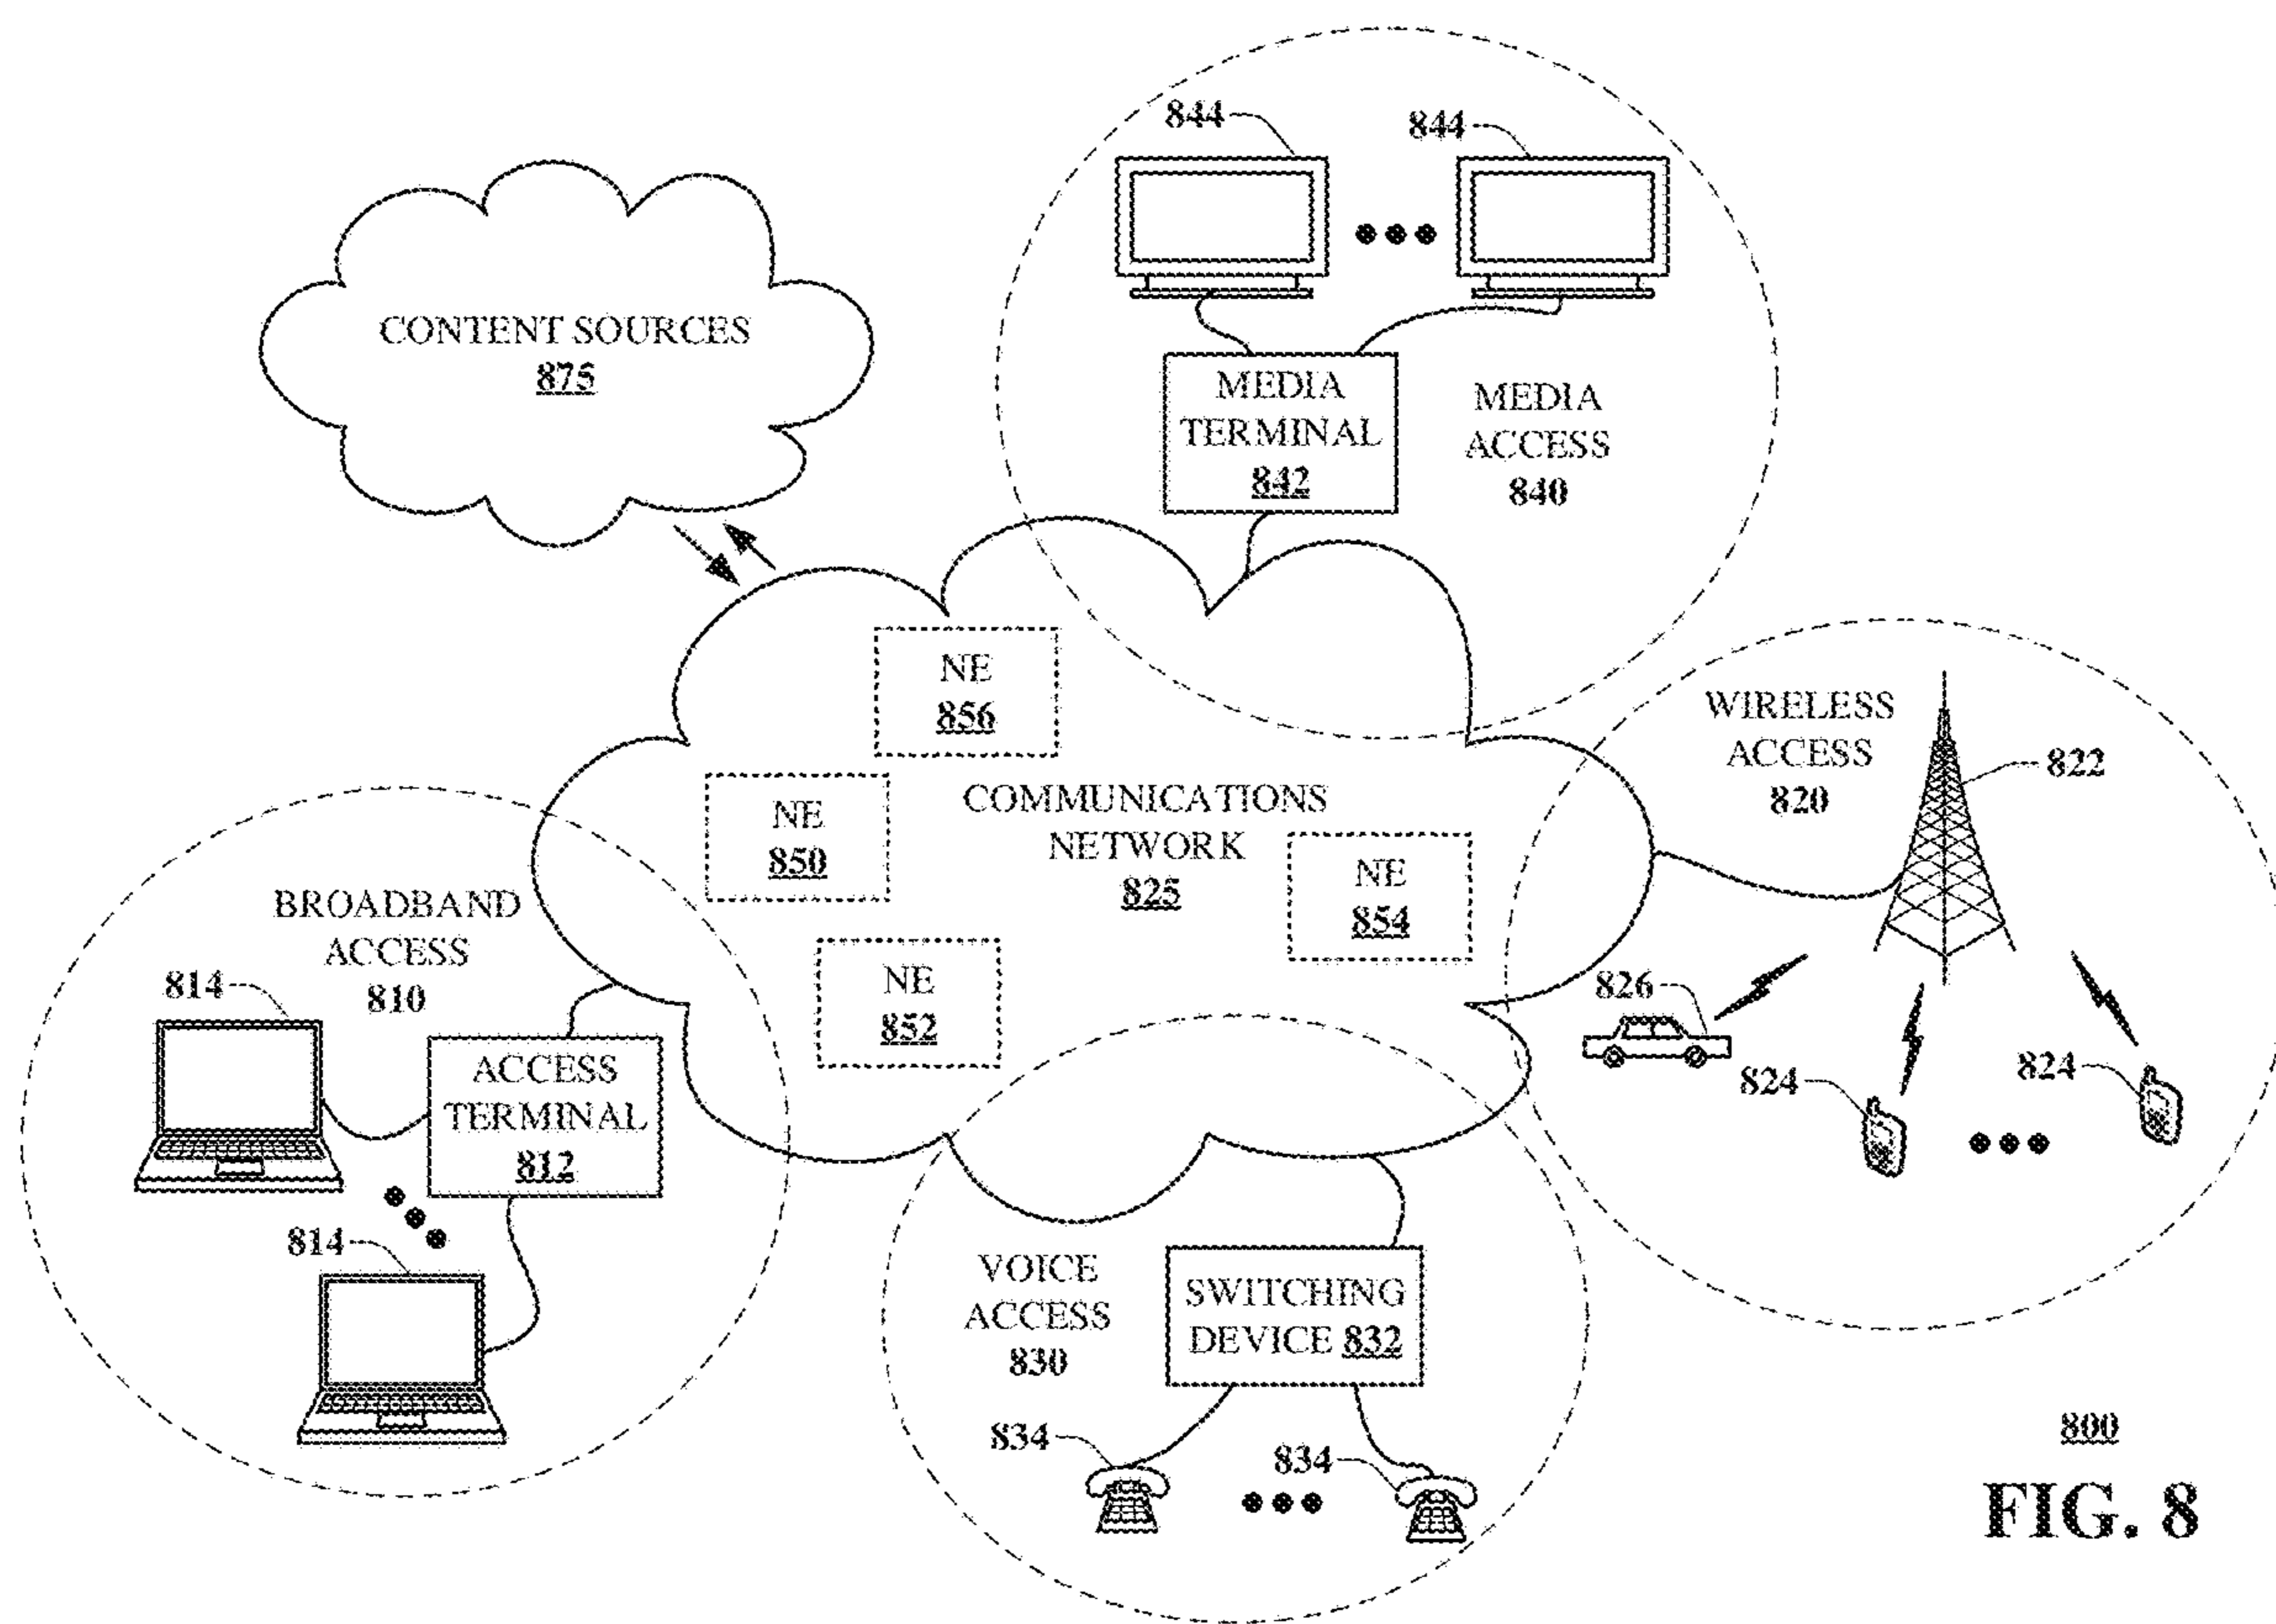 844
844
CONTENT SOURCES
875
MEDIA
TERMINAL
842
MEDIA
ACCESS
840
NE
856
WIRELESS
ACCESS
820
822
NE
850
COMMUNICATIONS
NETWORK
825
NE
854
BROADBAND
ACCESS
810
814
NE
852
826
824
824
ACCESS
TERMINAL
812
814
VOICE
ACCESS
830
SWITCHING
DEVICE 832
834
834
800
FIG. 8